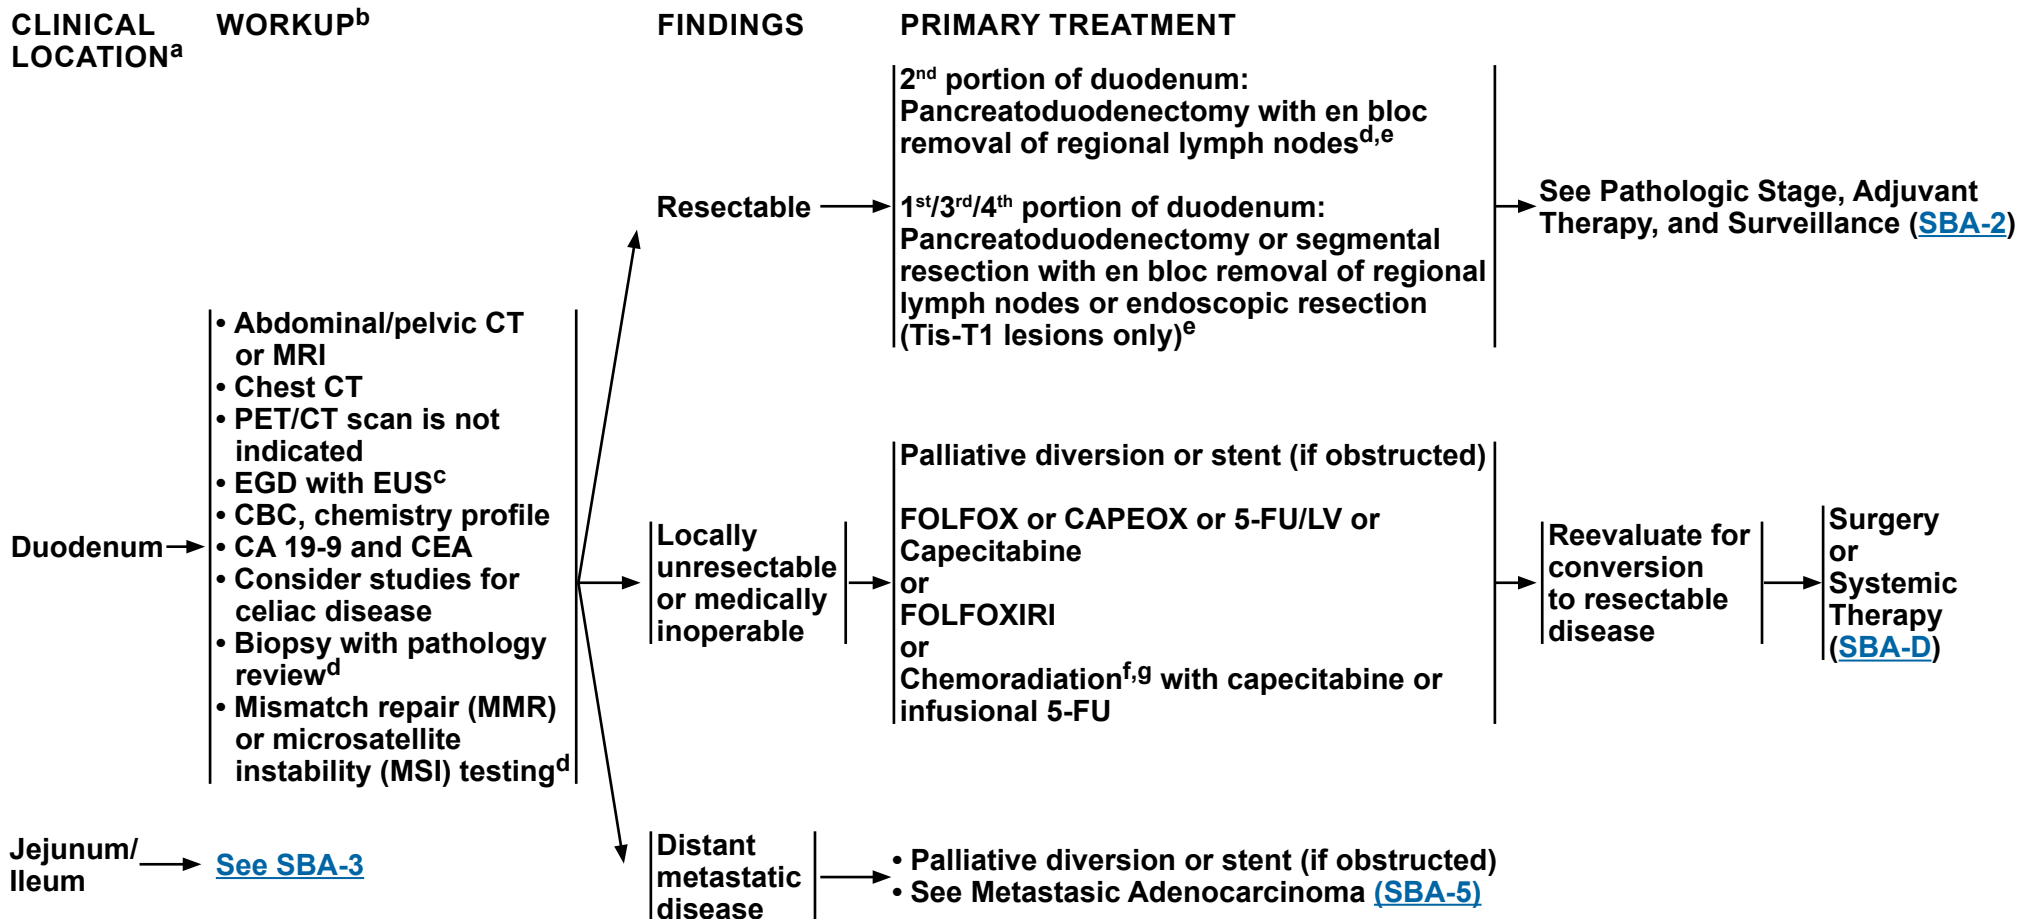 CLINICAL
LOCATIONa
WORKUPb
FINDINGS
PRIMARY TREATMENT
Duodenum
• Abdominal/pelvic CT
or MRI
• Chest CT
• PET/CT scan is not
indicated
• EGD with EUSc
• CBC, chemistry profile
• CA 19-9 and CEA
• Consider studies for
celiac disease
• Biopsy with pathology
reviewd
• Mismatch repair (MMR)
or microsatellite
instability (MSI) testingd
Resectable
2nd portion of duodenum:
Pancreatoduodenectomy with en bloc
removal of regional lymph nodesd,e
1st/3rd/4th portion of duodenum:
Pancreatoduodenectomy or segmental
resection with en bloc removal of regional
lymph nodes or endoscopic resection
(Tis-T1 lesions only)e
See Pathologic Stage, Adjuvant
Therapy, and Surveillance (SBA-2)
Locally
unresectable
or medically
inoperable
Palliative diversion or stent (if obstructed)
FOLFOX or CAPEOX or 5-FU/LV or
Capecitabine
or
FOLFOXIRI
or
Chemoradiationf,g with capecitabine or
infusional 5-FU
Reevaluate for
conversion
to resectable
disease
Surgery
or
Systemic
Therapy
(SBA-D)
Distant
metastatic
disease
• Palliative diversion or stent (if obstructed)
• See Metastasic Adenocarcinoma (SBA-5)
Jejunum/
Ileum
See SBA-3